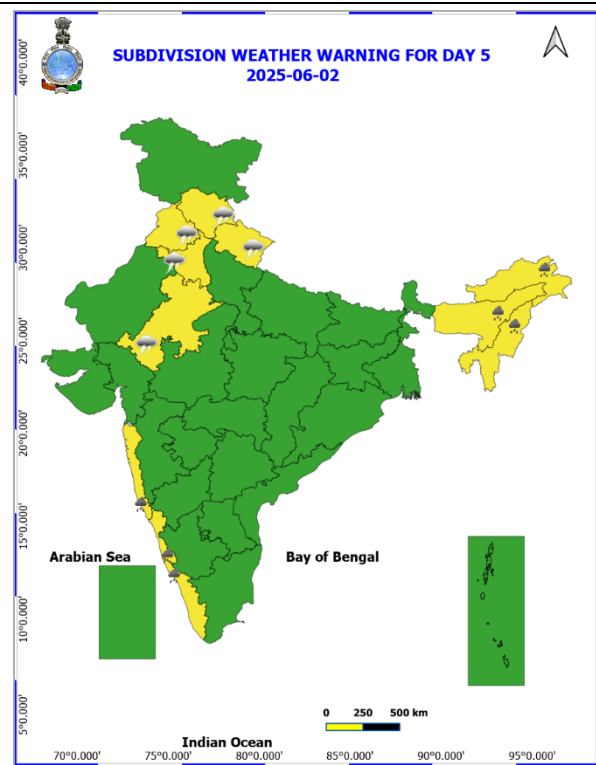 SUBDIVISION WEATHER WARNING FOR DAY 5
2025-06-02
40°0.000'
35°0.000'
30°0.000'
25°0.000'
20°0.000'
15°0.000'
10°0.000'
5°0.000'
Arabian Sea
Bay of Bengal
0 250 500 km
Indian Ocean
70°0.000' 75°0.000' 80°0.000' 85°0.000' 90°0.000' 95°0.000'